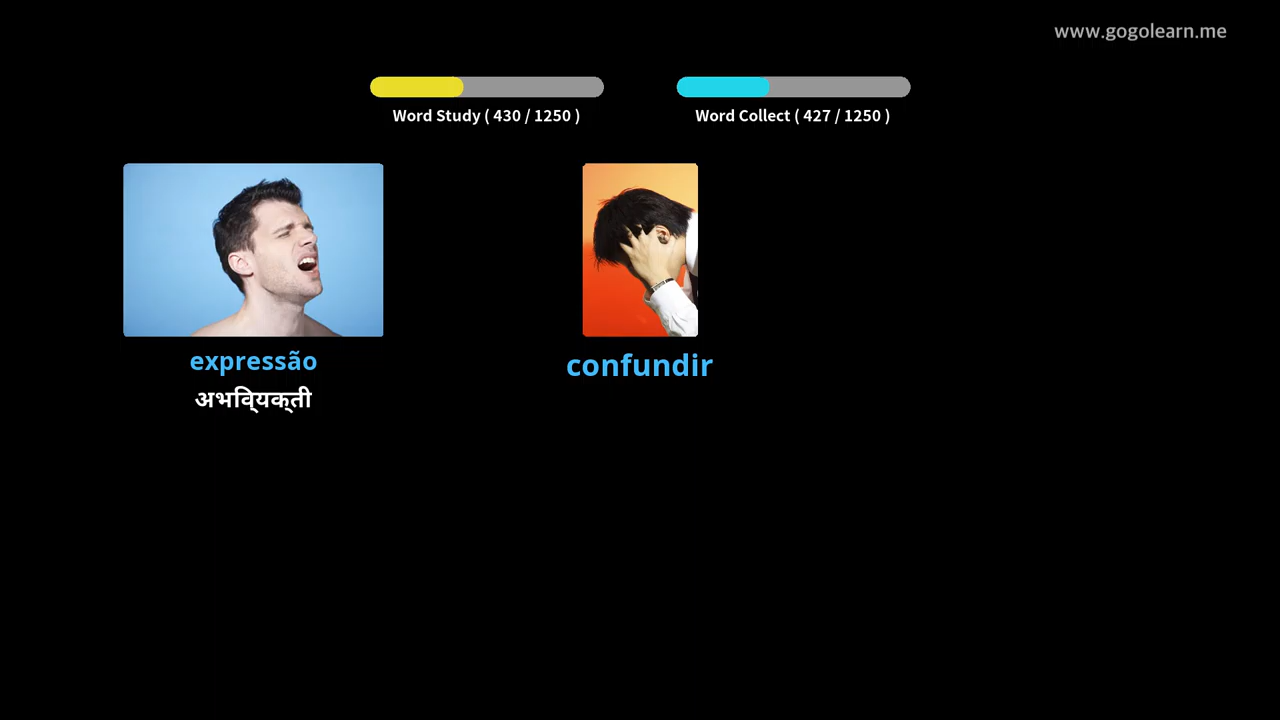 www.gogolearn.me
Word Study ( 430 / 1250 )
Word Collect ( 427 / 1250 )
expressão
अभिव्यक्ती
confundir